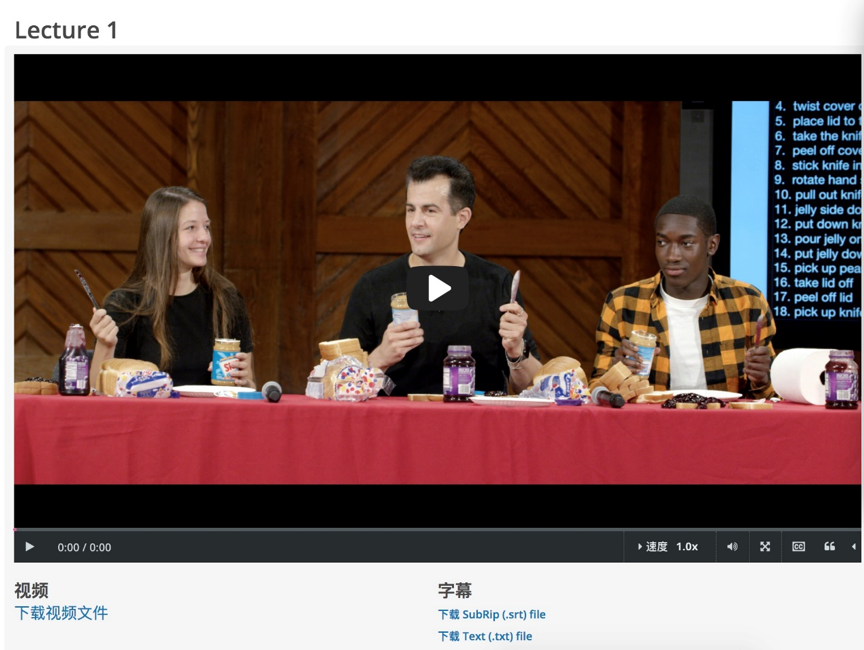 Lecture 1
4. twist cover
5. place lid to
6. take the knif
7. peel off cove
8. stick knife in
9. rotate hand
10. pull out knif
11. jelly side do
12. put down kn
13. pour jelly on
14. put jelly dow
15. pick up pea
16. take lid off
17. peel off lid
18. pick up knife
0:00 / 0:00
速度 1.0x
CC
视频
字幕
下载视频文件
下载 SubRip (.srt) file
下载 Text (.txt) file